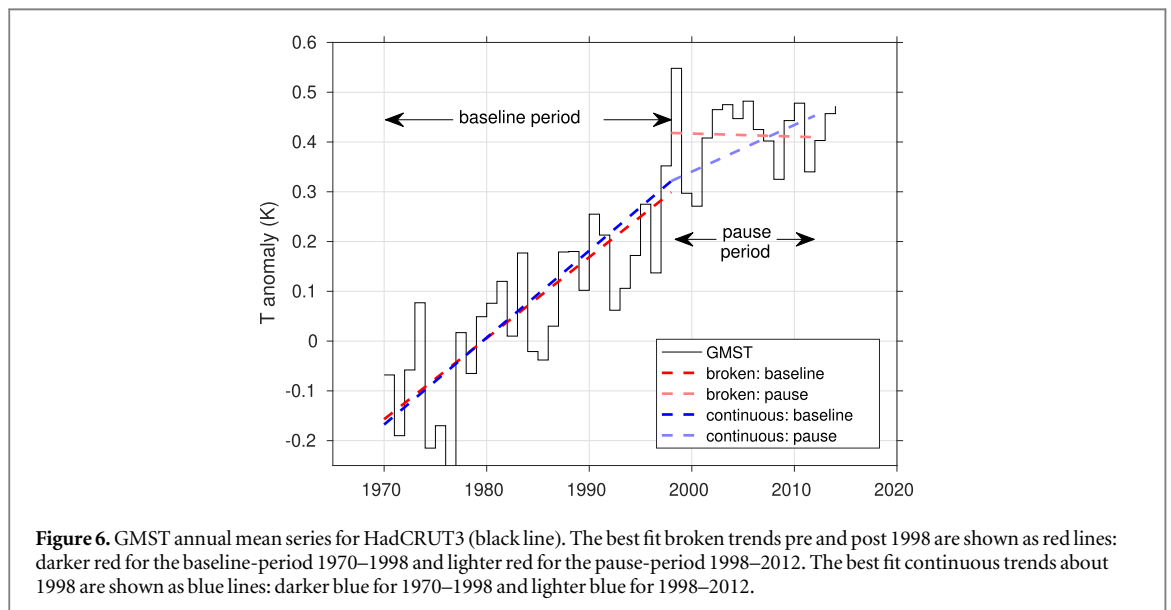 0.6
0.5
0.4
0.3
0.2
0.1
0
-0.1
-0.2
T anomaly (K)
baseline period
pause
period
GMST
broken: baseline
broken: pause
continuous: baseline
continuous: pause
1970
1980
1990
2000
2010
2020
Figure 6. GMST annual mean series for HadCRUT3 (black line). The best fit broken trends pre and post 1998 are shown as red lines:
darker red for the baseline-period 1970–1998 and lighter red for the pause-period 1998–2012. The best fit continuous trends about
1998 are shown as blue lines: darker blue for 1970–1998 and lighter blue for 1998–2012.